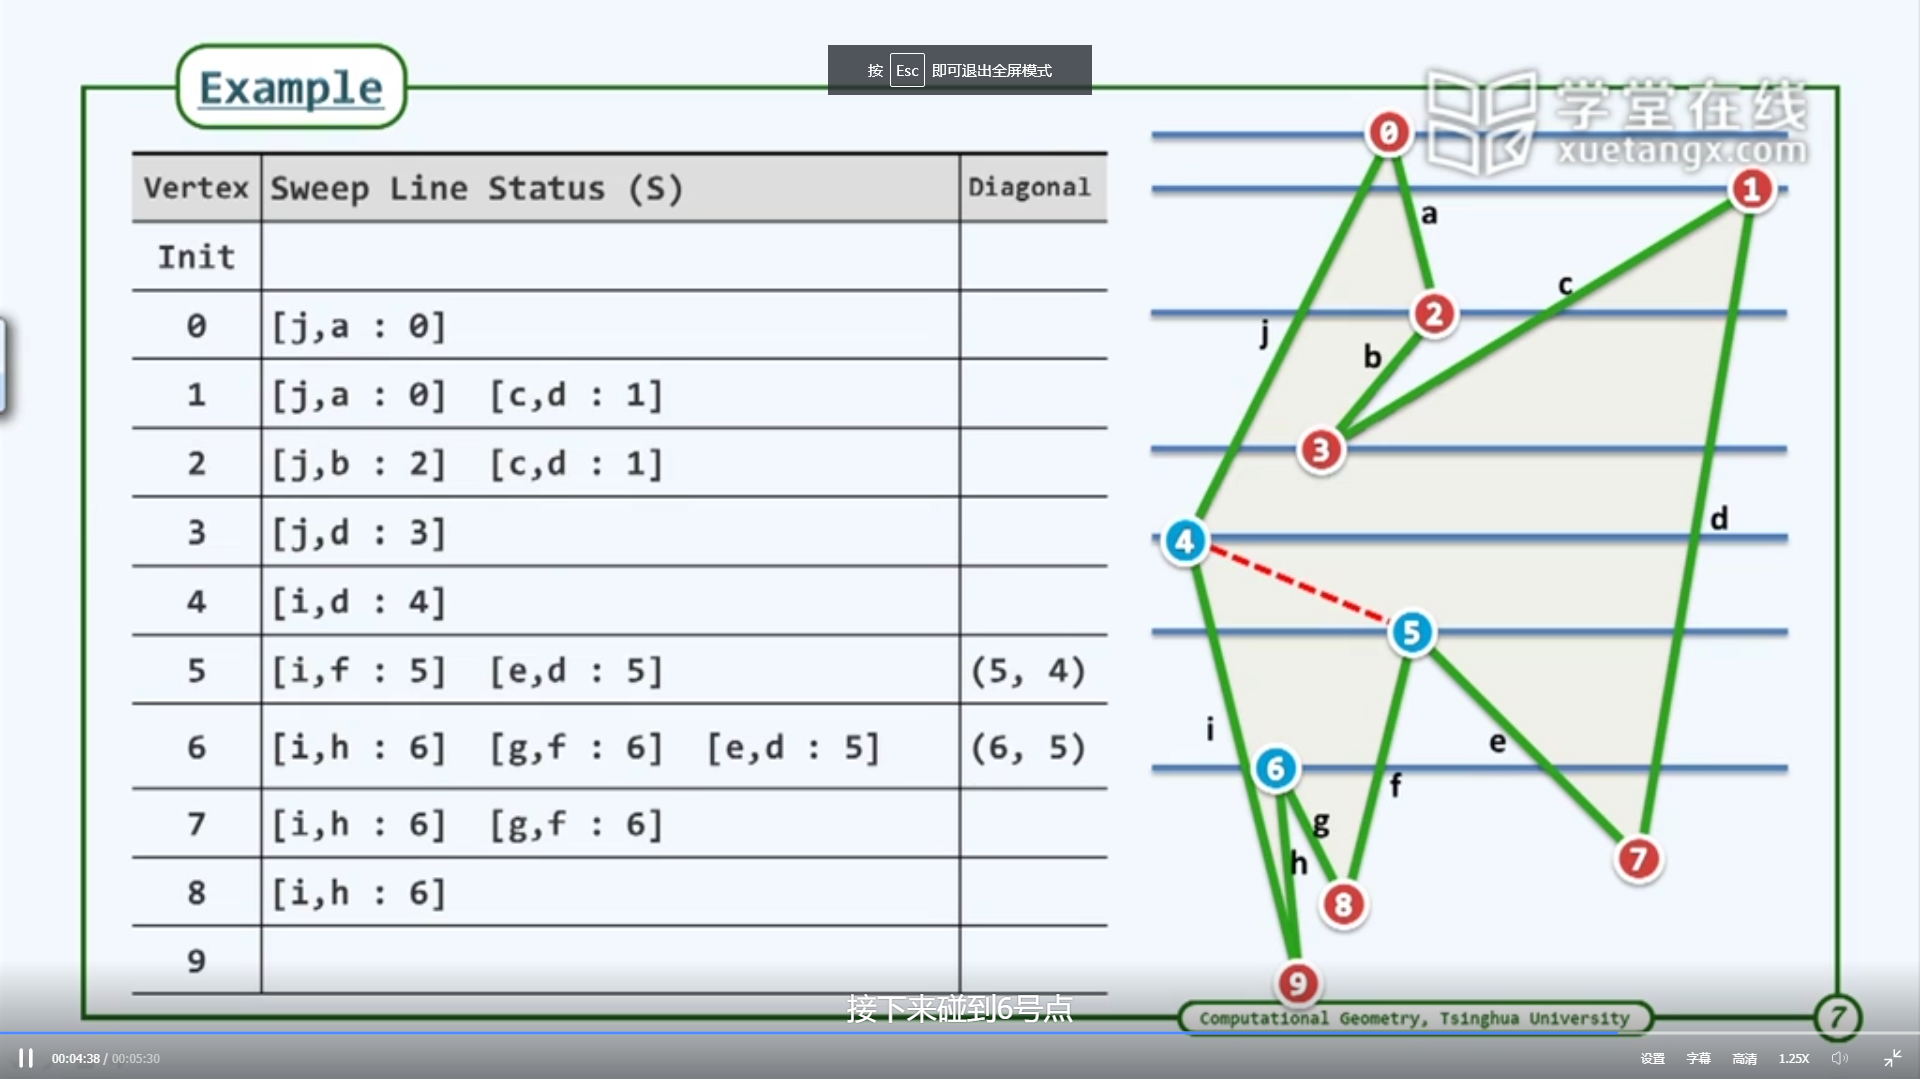 按 Esc 即可退出全屏模式
Example
学堂在线
xuetangx.com
Vertex Sweep Line Status (S) Diagonal
Init
0 [j,a : 0]
1 [j,a : 0] [c,d : 1]
2 [j,b : 2] [c,d : 1]
3 [j,d : 3]
4 [i,d : 4]
5 [i,f : 5] [e,d : 5] (5, 4)
6 [i,h : 6] [g,f : 6] [e,d : 5] (6, 5)
7 [i,h : 6] [g,f : 6]
8 [i,h : 6]
9
0
1
a
c
2
j
b
3
d
4
5
i
e
6
f
g
h
7
8
9
接下来碰到6号点
Computational Geometry, Tsinghua University
7
00:04:38 / 00:05:30
设置 字幕 高清 1.25X